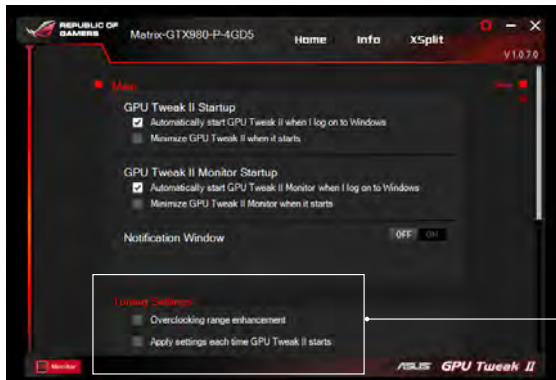 REPUBLIC OF
GAMERS
Matrix-GTX980-P-4GD5
Home
Info
XSplit
V1.0.7.0
Main
GPU Tweak II Startup
Automatically start GPU Tweak II when I log on to Windows
Minimize GPU Tweak II when it starts
GPU Tweak II Monitor Startup
Automatically start GPU Tweak II Monitor when I log on to Windows
Minimize GPU Tweak II Monitor when it starts
Notification Window
OFF ON
Tuning Settings
Overclocking range enhancement
Apply settings each time GPU Tweak II starts
Monitor
ASUS GPU Tweak II